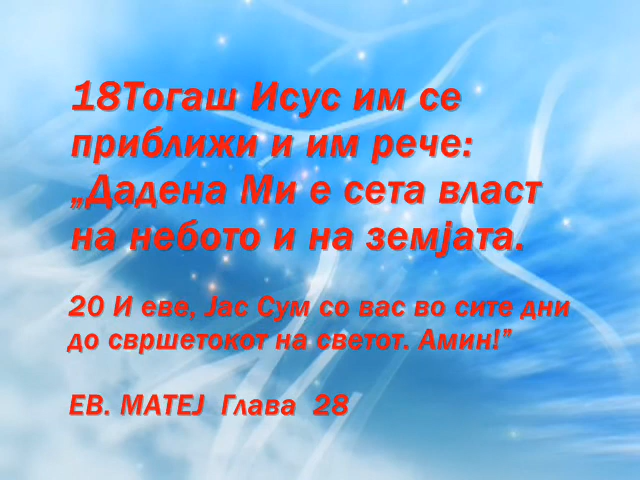 18Тогаш Исус им се
приближи и им рече:
„Дадена Ми е сета власт
на небото и на земјата.
20 И еве, Јас Сум со вас во сите дни
до свршетокот на светот. Амин!”
ЕВ. МАТЕЈ Глава 28